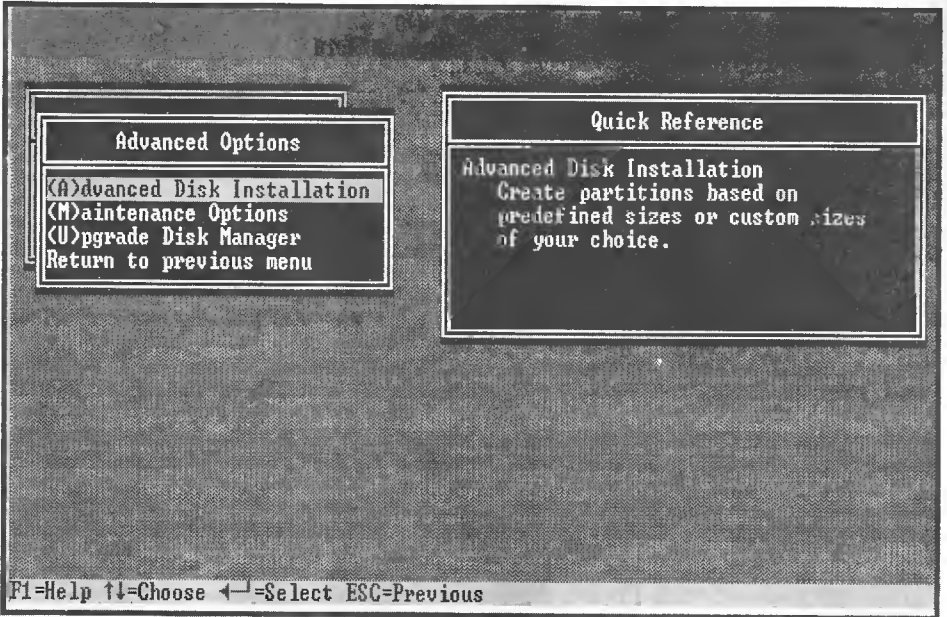 Advanced Options
(A)dvanced Disk Installation
(M)aintenance Options
(U)pgrade Disk Manager
Return to previous menu
Quick Reference
Advanced Disk Installation
Create partitions based on
predefined sizes or custom sizes
of your choice.
F1=Help ↑↓=Choose ◄─┘=Select ESC=Previous